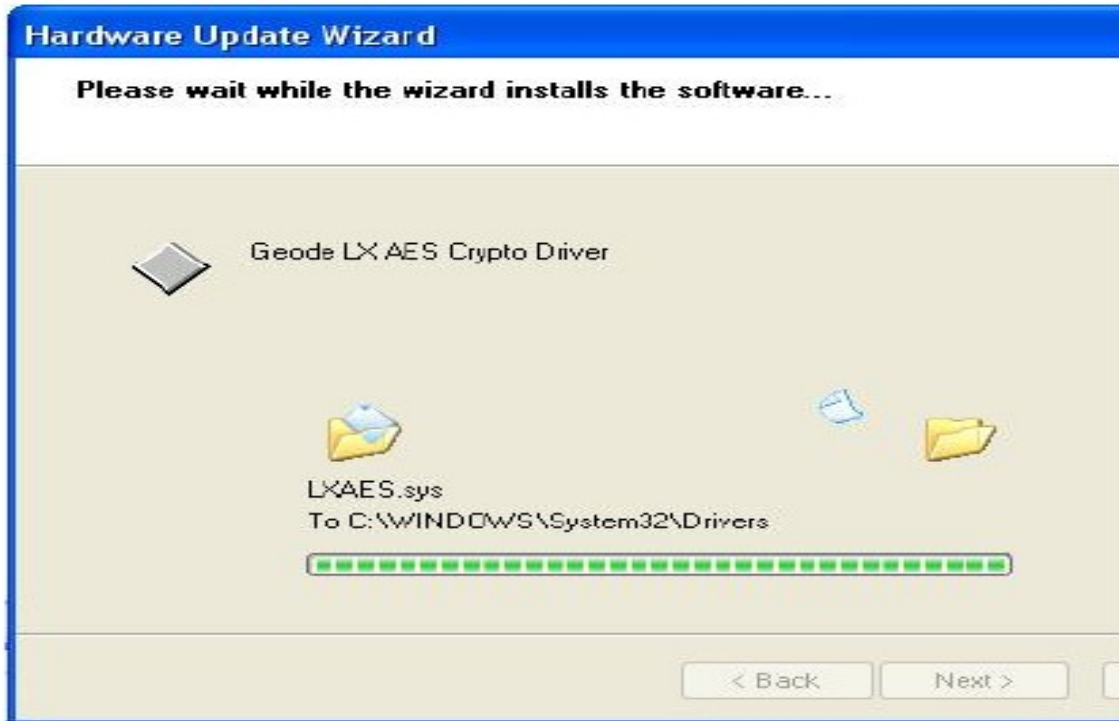 Hardware Update Wizard
Please wait while the wizard installs the software...
Geode LX AES Crypto Driver
LXAES.sys
To C:\WINDOWS\System32\Drivers
< Back Next >